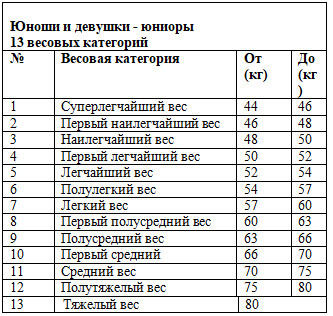 Юноши и девушки - юниоры
13 весовых категорий
№ Весовая категория От До
(кг) (кг
)
1 Суперлегчайший вес 44 46
2 Первый наилегчайший вес 46 48
3 Наилегчайший вес 48 50
4 Первый легчайший вес 50 52
5 Легчайший вес 52 54
6 Полулегкий вес 54 57
7 Легкий вес 57 60
8 Первый полусредний вес 60 63
9 Полусредний вес 63 66
10 Первый средний 66 70
11 Средний вес 70 75
12 Полутяжелый вес 75 80
13 Тяжелый вес 80